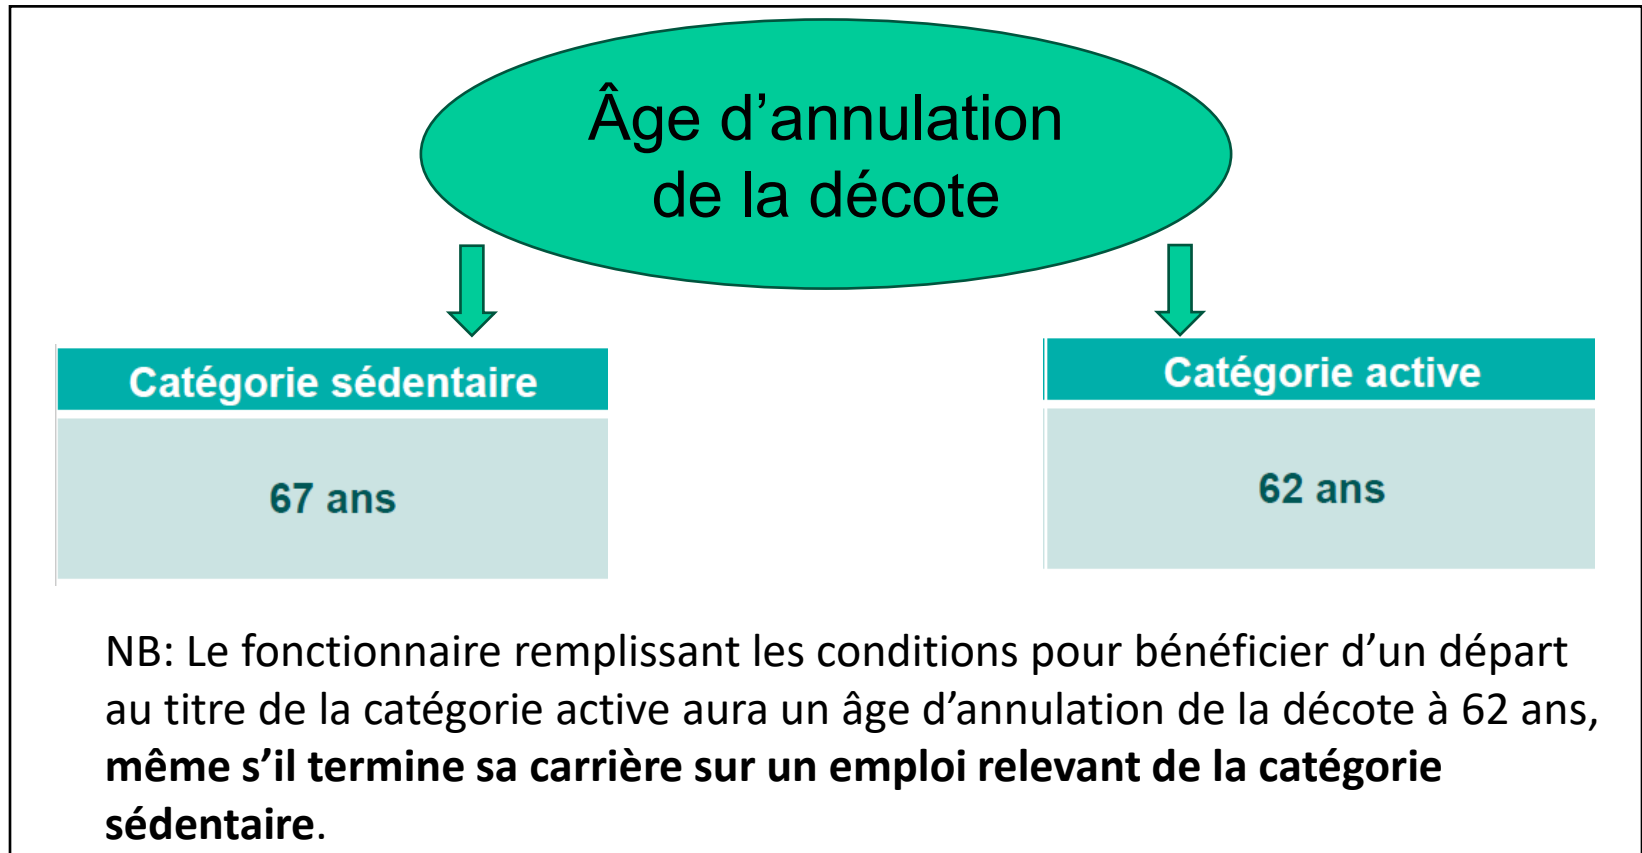 Âge d’annulation
de la décote
Catégorie sédentaire
67 ans
Catégorie active
62 ans
NB: Le fonctionnaire remplissant les conditions pour bénéficier d’un départ
au titre de la catégorie active aura un âge d’annulation de la décote à 62 ans,
même s’il termine sa carrière sur un emploi relevant de la catégorie
sédentaire.